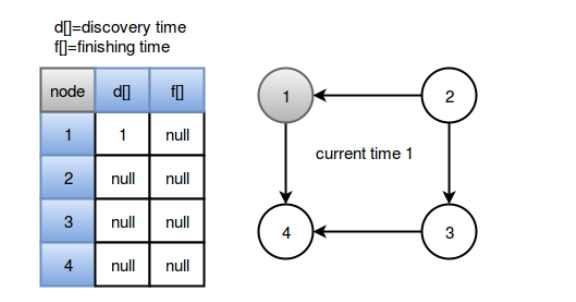 d[]=discovery time
f[]=finishing time
node d[] f[]
1 1 null
2 null null
3 null null
4 null null
1 2
current time 1
4 3